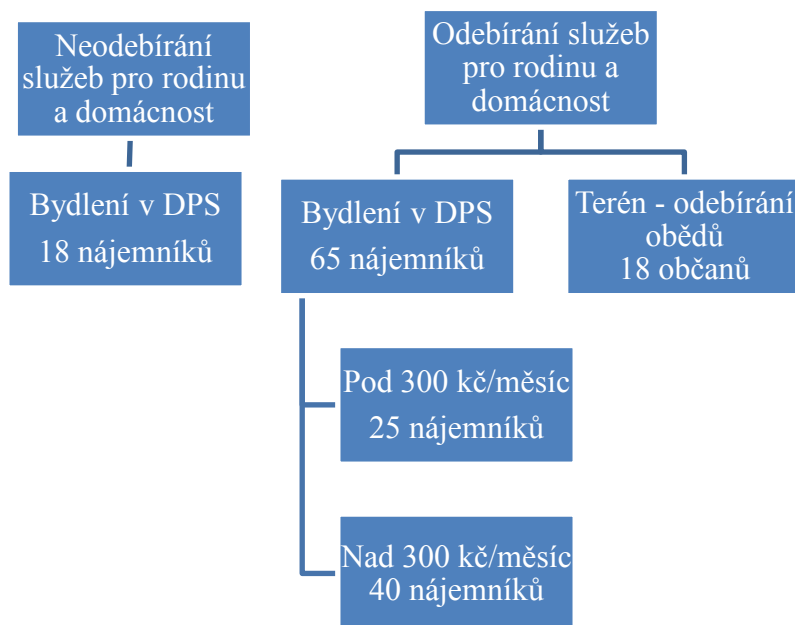 Neodebírání
služeb pro rodinu
a domácnost
Bydlení v DPS
18 nájemníků
Odebírání služeb
pro rodinu a
domácnost
Bydlení v DPS
65 nájemníků
Terén - odebírání
obědů
18 občanů
Pod 300 kč/měsíc
25 nájemníků
Nad 300 kč/měsíc
40 nájemníků